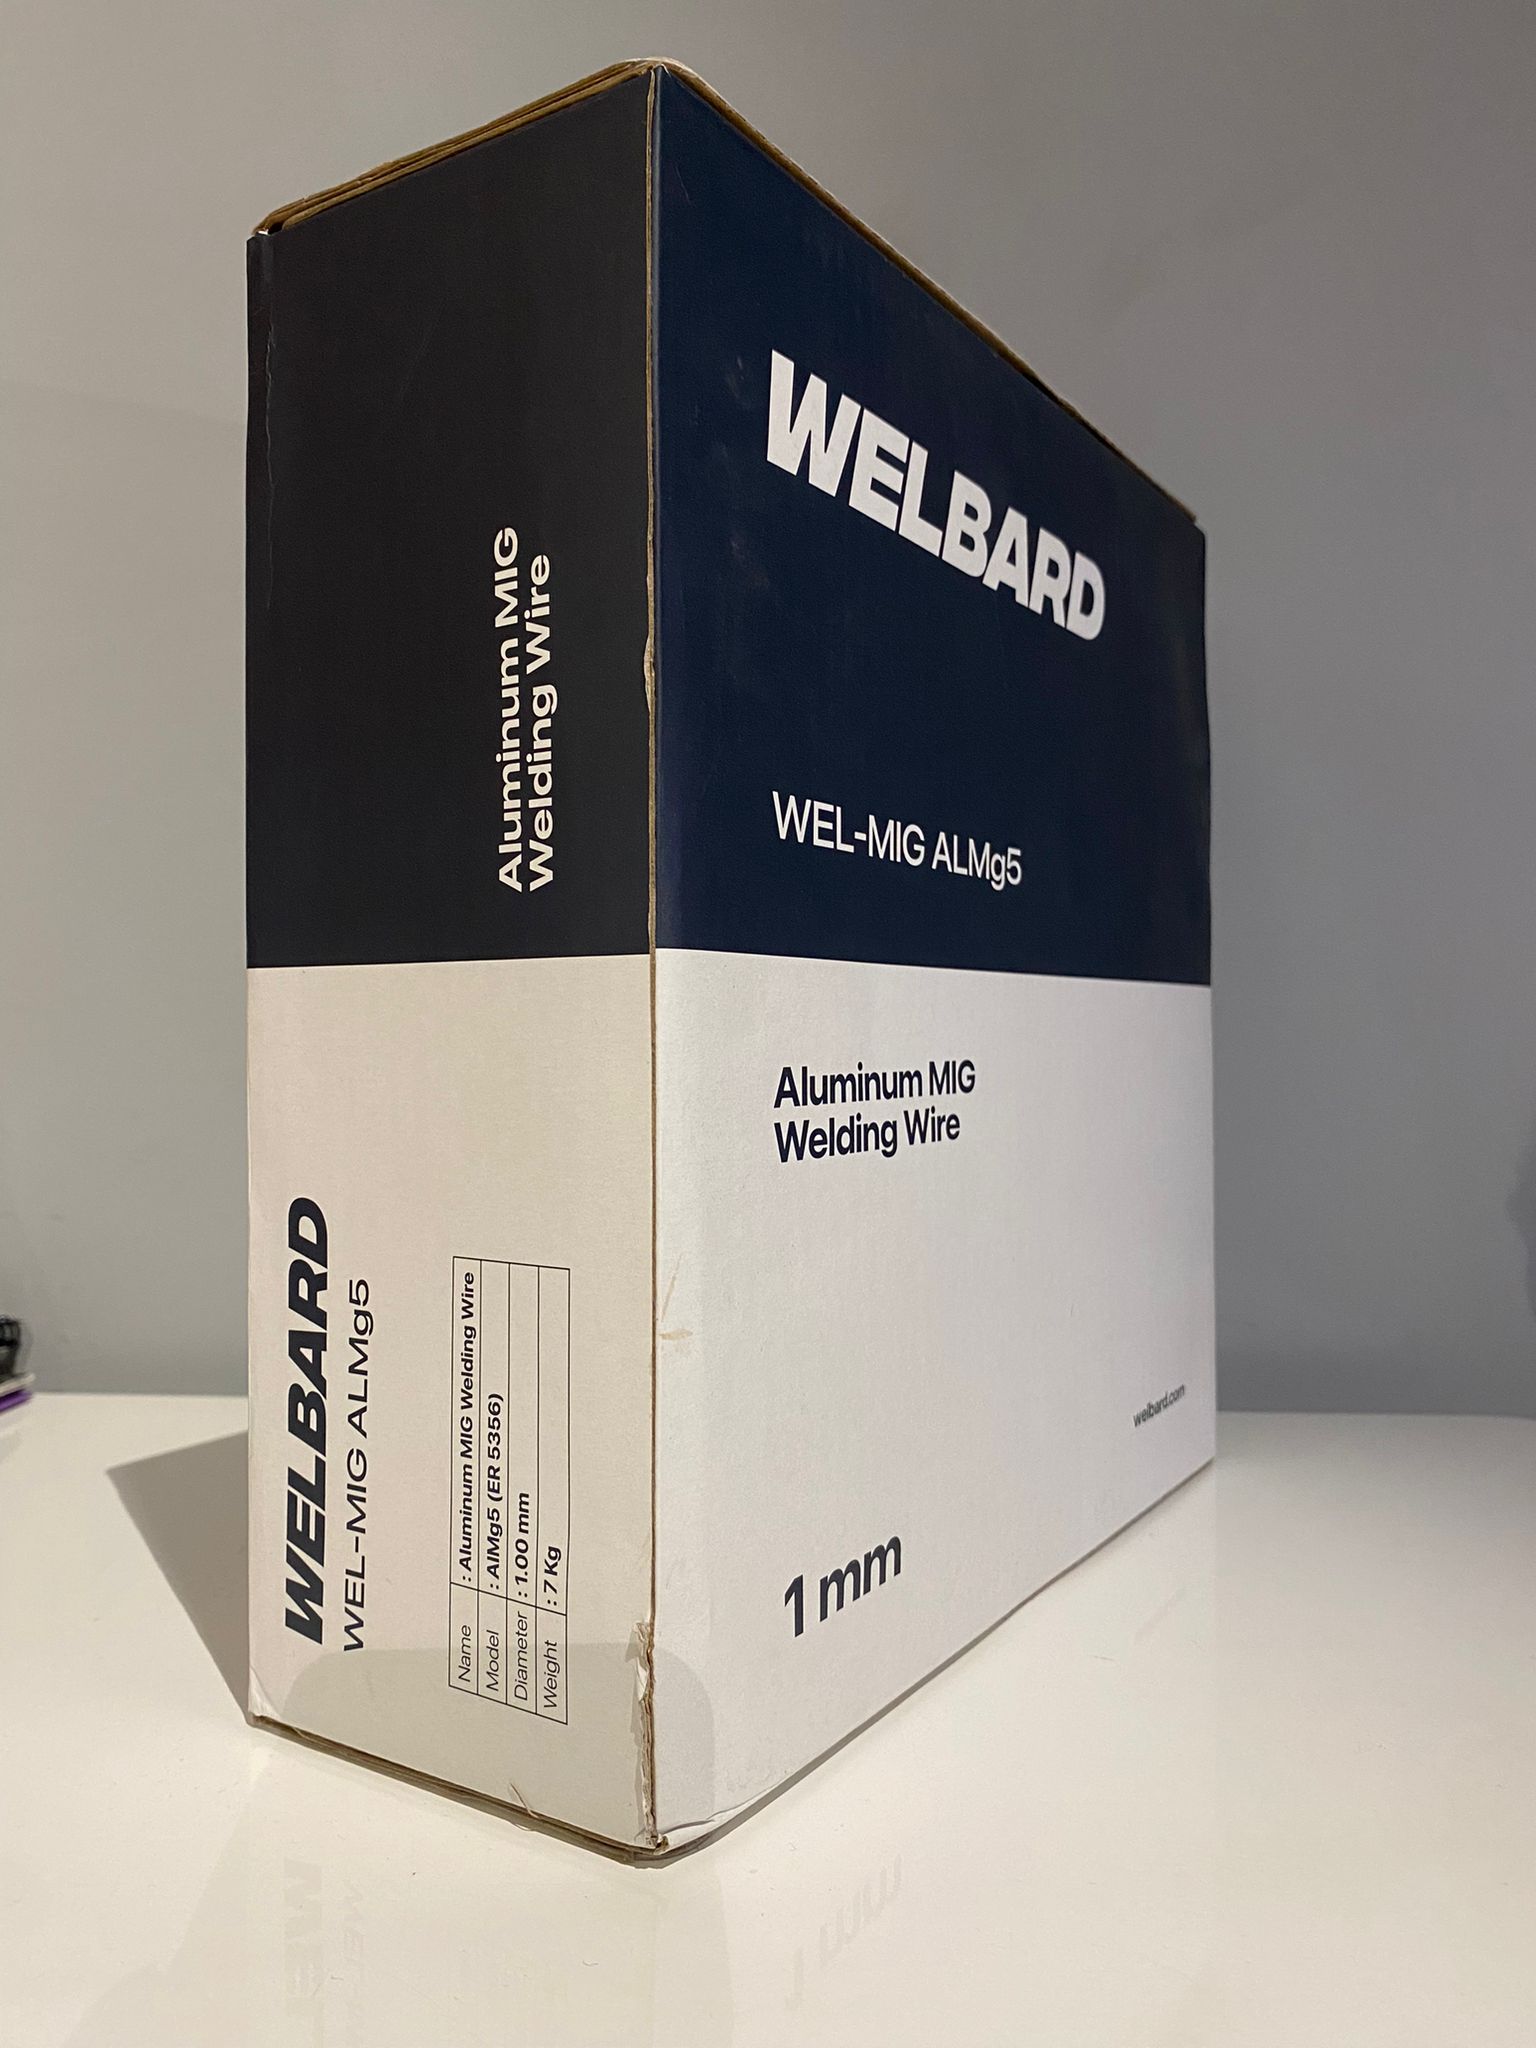 Aluminum MIG
Welding Wire
WELBARD
WEL-MIG ALMg5
Name : Aluminum MIG Welding Wire
Model : AlMg5 (ER 5356)
Diameter : 1.00 mm
Weight : 7 Kg
WELBARD
WEL-MIG ALMg5
Aluminum MIG
Welding Wire
welbard.com
1 mm